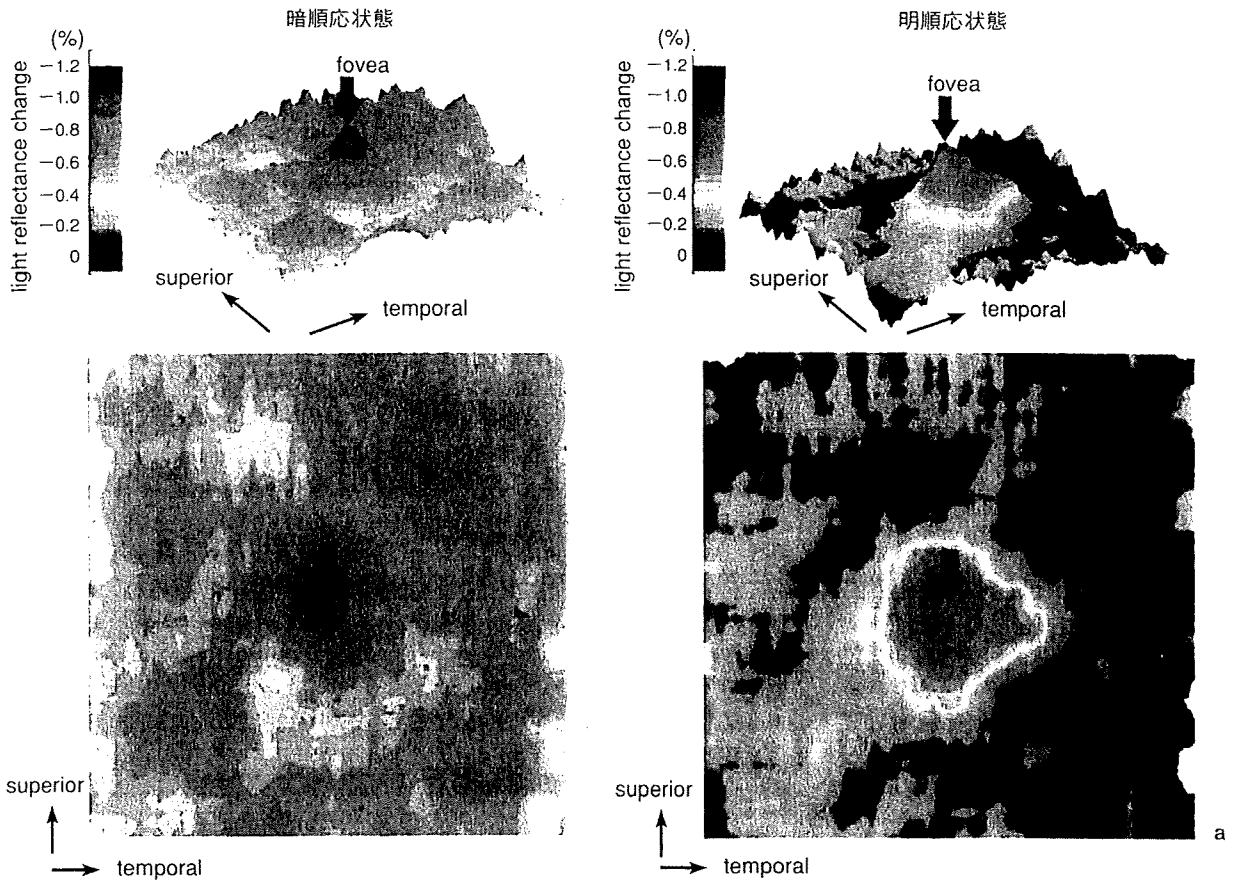 暗順応状態
(%)
−1.2
−1.0
−0.8
−0.6
−0.4
−0.2
0
light reflectance change
fovea
superior
temporal
superior
temporal
明順応状態
(%)
−1.2
−1.0
−0.8
−0.6
−0.4
−0.2
0
light reflectance change
fovea
superior
temporal
superior
temporal
a